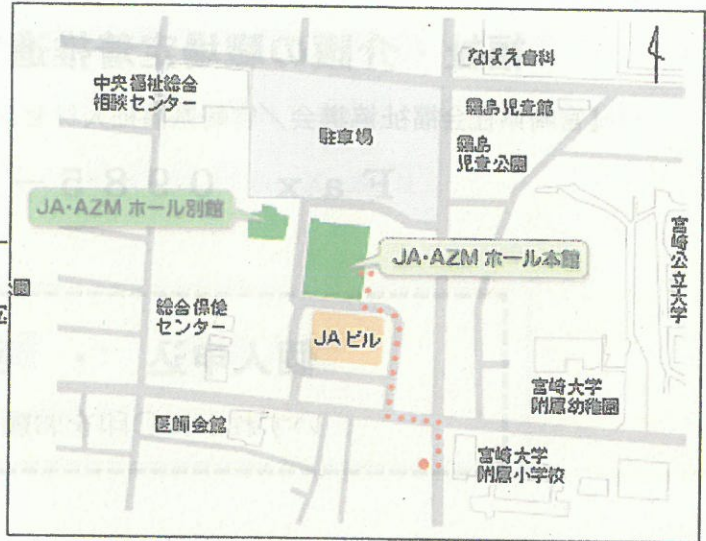 なばえ歯科
中央福祉総合
相談センター
霧島児童館
駐車場
霧島
児童公園
JA・AZM ホール別館
宮崎公立大学
JA・AZM ホール本館
園
総合保健
センター
JA ビル
宮崎大学
附属幼稚園
医師会館
宮崎大学
附属小学校